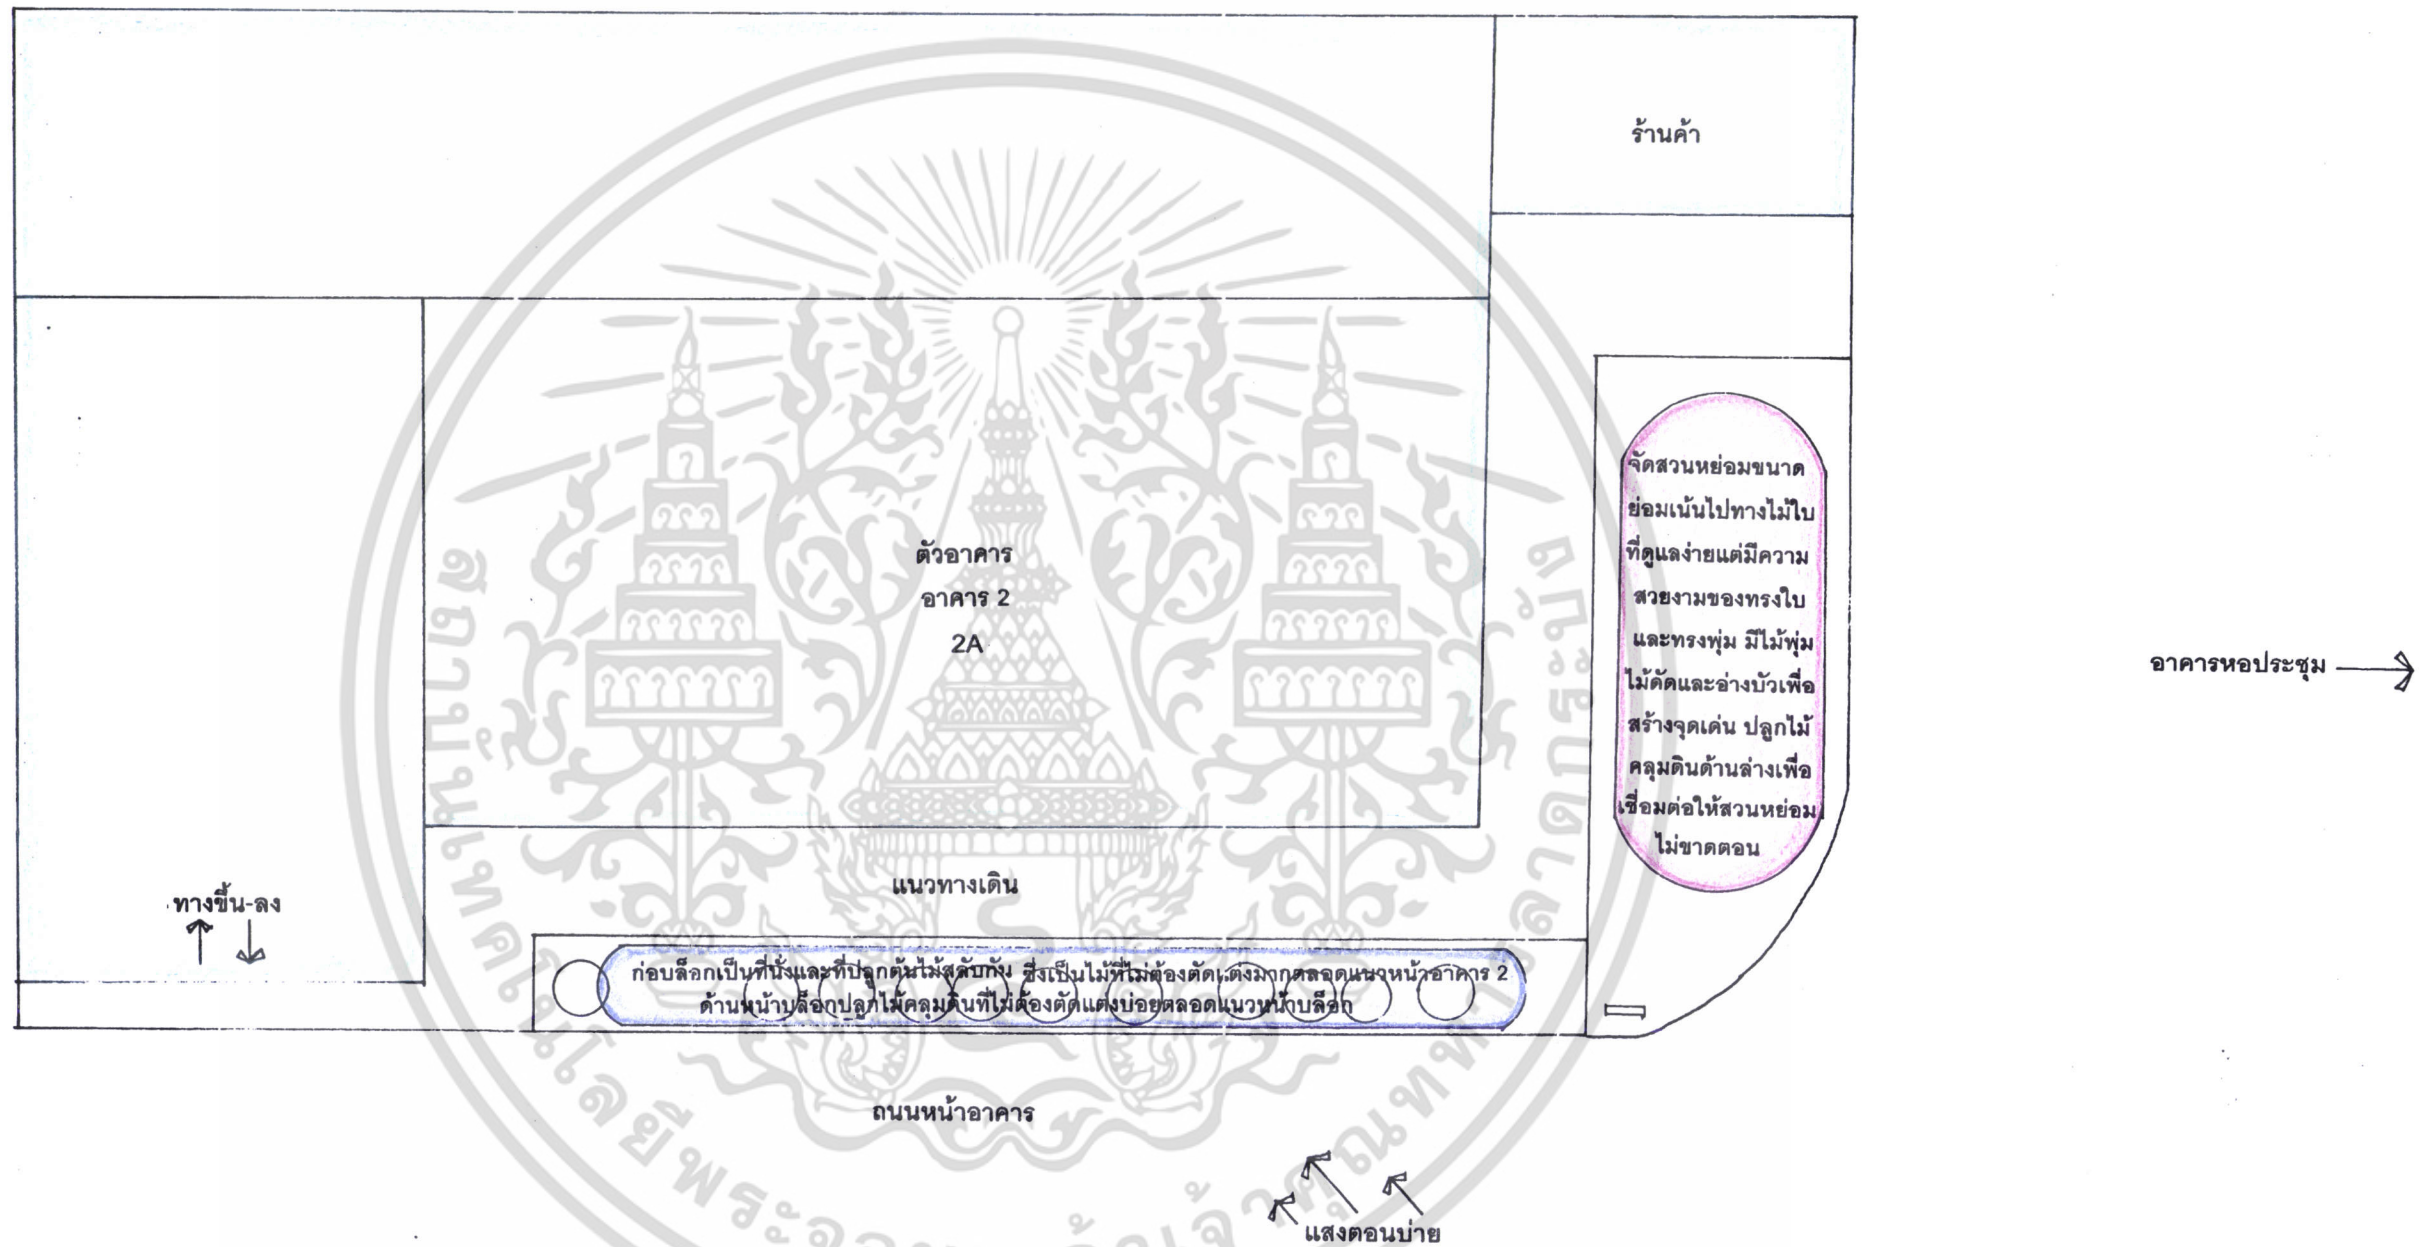 ร้านค้า
จัดสวนหย่อมขนาด
ย่อมเน้นไปทางไม้ใบ
ที่ดูแลง่ายแต่มีความ
สวยงามของทรงใบ
และทรงพุ่ม มีไม้พุ่ม
ไม้ดัดและอ่างบัวเพื่อ
สร้างจุดเด่น ปลูกไม้
คลุมดินด้านล่างเพื่อ
เชื่อมต่อให้สวนหย่อม
ไม่ขาดตอน
ตัวอาคาร
อาคาร 2
2A
อาคารหอประชุม
แนวทางเดิน
ทางขึ้น-ลง
ก่อบล็อกเป็นที่นั่งและที่ปลูกต้นไม้สลับกัน ซึ่งเป็นไม้ที่ไม่ต้องตัดแต่งมากตลอดแนวหน้าอาคาร 2
ด้านหน้าบล็อกปลูกไม้คลุมดินที่ไม่ต้องตัดแต่งบ่อยตลอดแนวหน้าบล็อก
ถนนหน้าอาคาร
แสงตอนบ่าย